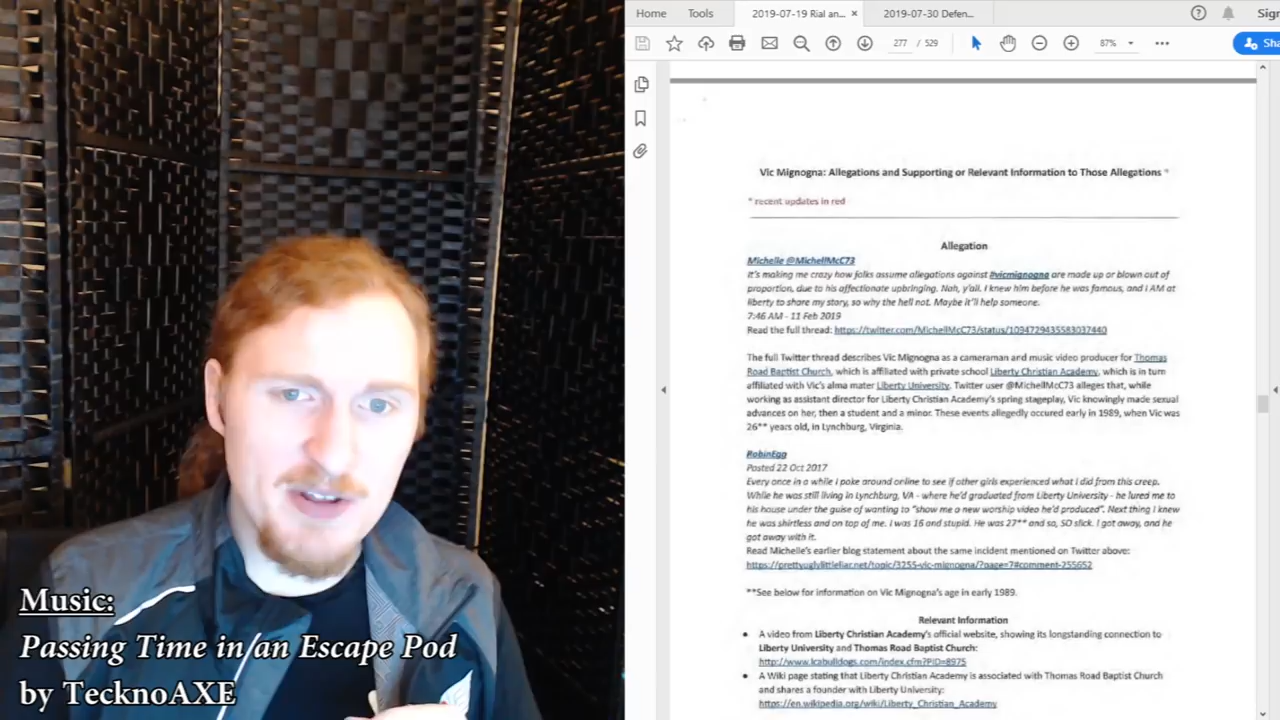 Home Tools 2019-07-19 Rial an... × 2019-07-30 Defen... Sign
277 / 529 87% Sha
Vic Mignogna: Allegations and Supporting or Relevant Information to Those Allegations *
* recent updates in red
Allegation
Michelle @MichellMcC73
It's making me crazy how folks assume allegations against #vicmignogna are made up or blown out of
proportion, due to his affectionate upbringing. Nah, y'all. I knew him before he was famous, and I AM at
liberty to share my story, so why the hell not. Maybe it'll help someone.
7:46 AM - 11 Feb 2019
Read the full thread: https://twitter.com/MichellMcC73/status/1094729435583037440
The full Twitter thread describes Vic Mignogna as a cameraman and music video producer for Thomas
Road Baptist Church, which is affiliated with private school Liberty Christian Academy, which is in turn
affiliated with Vic's alma mater Liberty University. Twitter user @MichellMcC73 alleges that, while
working as assistant director for Liberty Christian Academy's spring stageplay, Vic knowingly made sexual
advances on her, then a student and a minor. These events allegedly occured early in 1989, when Vic was
26** years old, in Lynchburg, Virginia.
RobinEgg
Posted 22 Oct 2017
Every once in a while I poke around online to see if other girls experienced what I did from this creep.
While he was still living in Lynchburg, VA - where he'd graduated from Liberty University - he lured me to
his house under the guise of wanting to "show me a new worship video he'd produced". Next thing I knew
he was shirtless and on top of me. I was 16 and stupid. He was 27** and so, SO slick. I got away, and he
got away with it.
Read Michelle's earlier blog statement about the same incident mentioned on Twitter above:
https://prettyuglylittleliar.net/topic/3255-vic-mignogna/?page=7#comment-255652
**See below for information on Vic Mignogna's age in early 1989.
Relevant Information
• A video from Liberty Christian Academy's official website, showing its longstanding connection to
Liberty University and Thomas Road Baptist Church:
http://www.lcabulldogs.com/index.cfm?PID=8975
• A Wiki page stating that Liberty Christian Academy is associated with Thomas Road Baptist Church
and shares a founder with Liberty University:
https://en.wikipedia.org/wiki/Liberty_Christian_Academy
Music:
Passing Time in an Escape Pod
by TecknoAXE